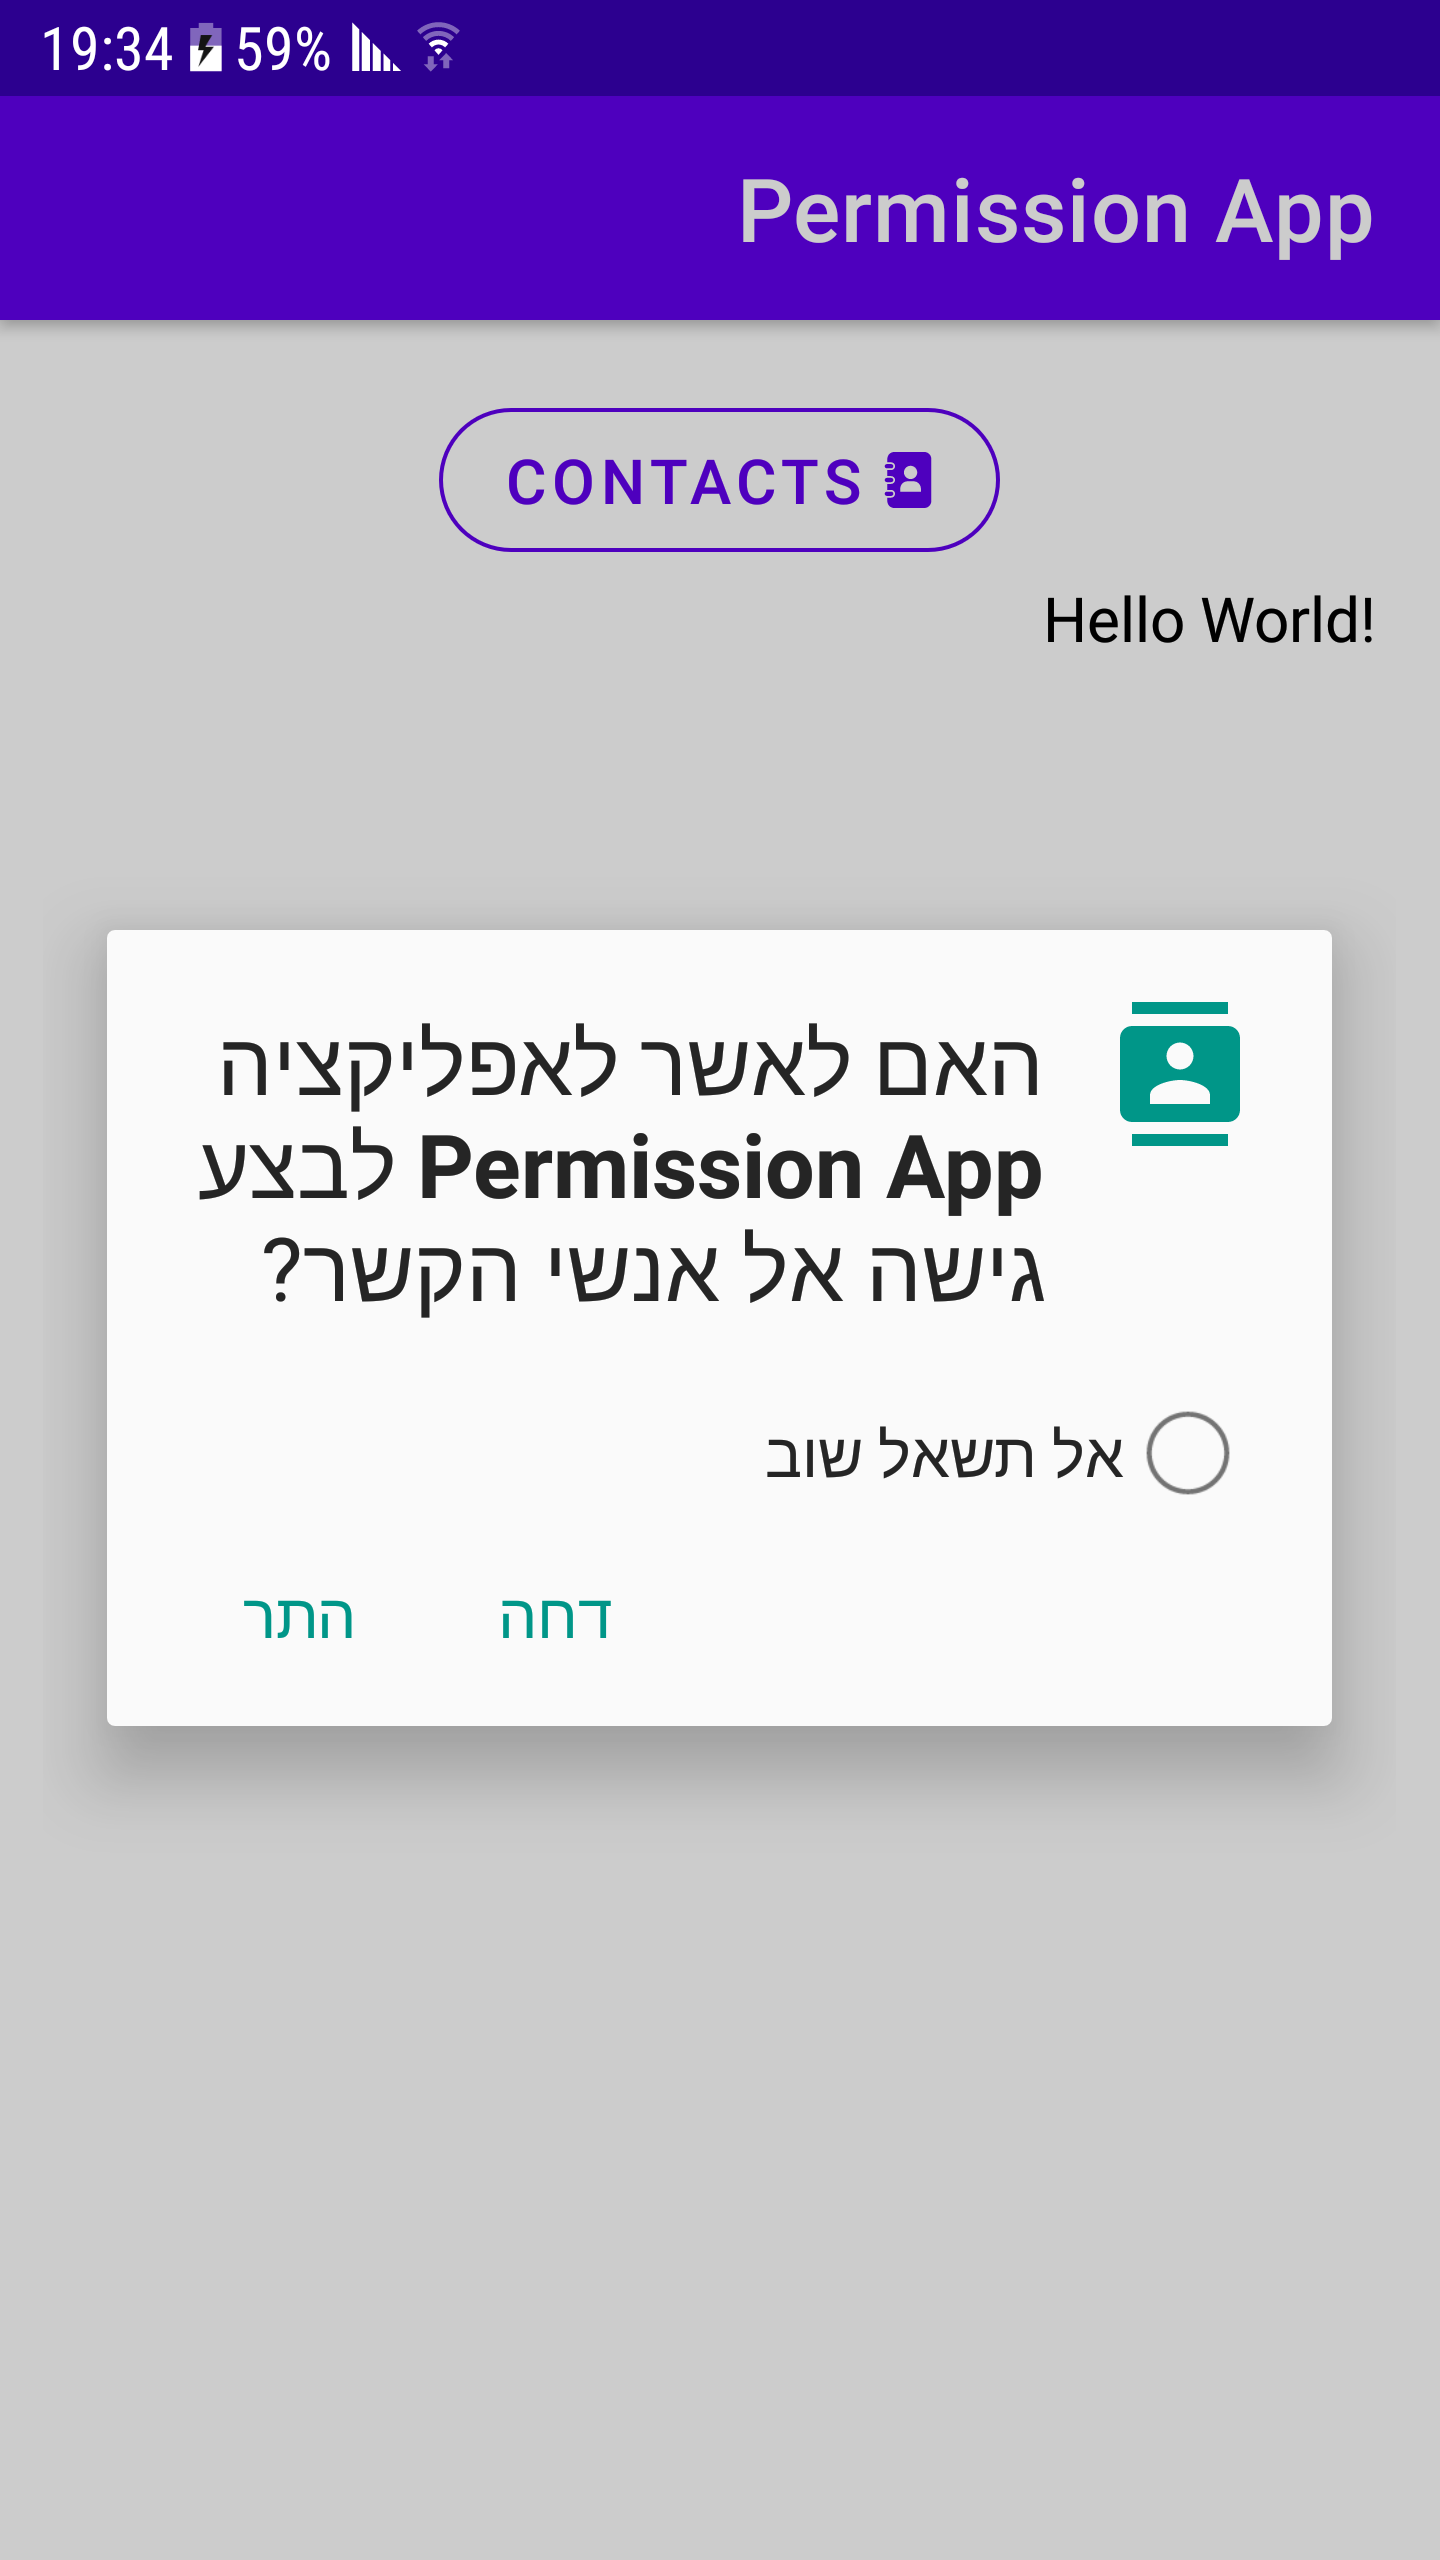 19:34 59%
Permission App
CONTACTS
Hello World!
האם לאשר לאפליקציה
Permission App לבצע
גישה אל אנשי הקשר?
אל תשאל שוב
דחה
התר